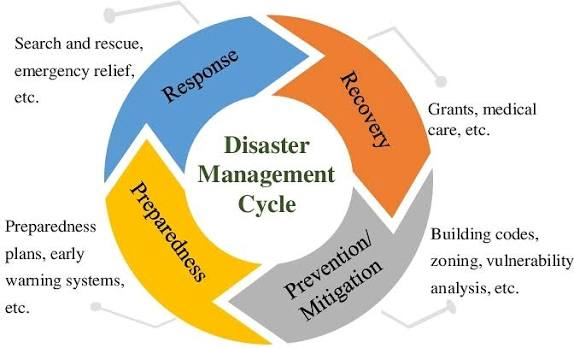 Search and rescue,
emergency relief,
etc.
Response
Recovery
Grants, medical
care, etc.
Disaster
Management
Cycle
Preparedness
plans, early
warning systems,
etc.
Preparedness
Prevention/
Mitigation
Building codes,
zoning, vulnerability
analysis, etc.